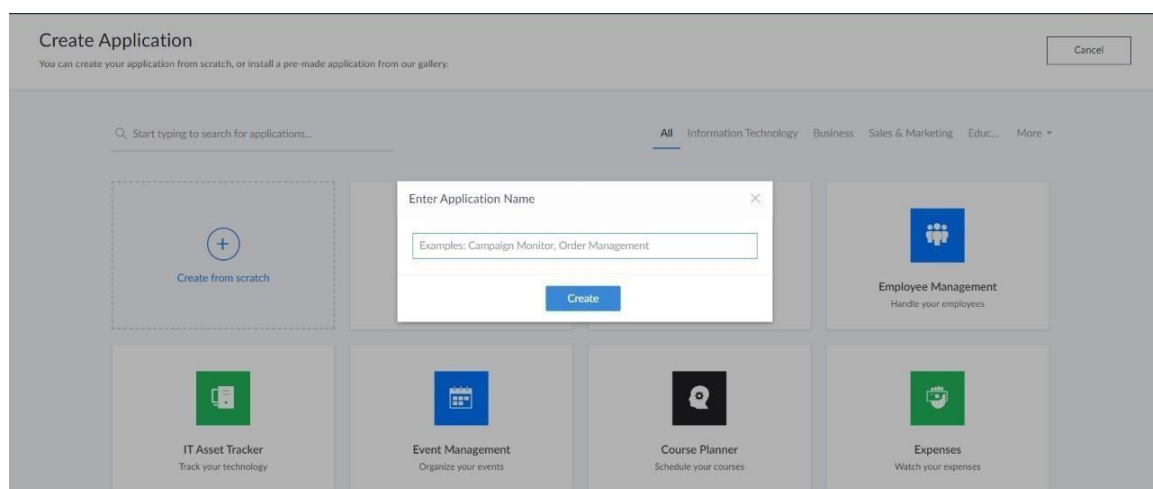 Create Application
You can create your application from scratch, or install a pre-made application from our gallery.
Cancel
Start typing to search for applications...
All Information Technology Business Sales & Marketing Educ... More
Enter Application Name
Examples: Campaign Monitor, Order Management
Create
Create from scratch
Employee Management
Handle your employees
IT Asset Tracker
Track your technology
Event Management
Organize your events
Course Planner
Schedule your courses
Expenses
Watch your expenses